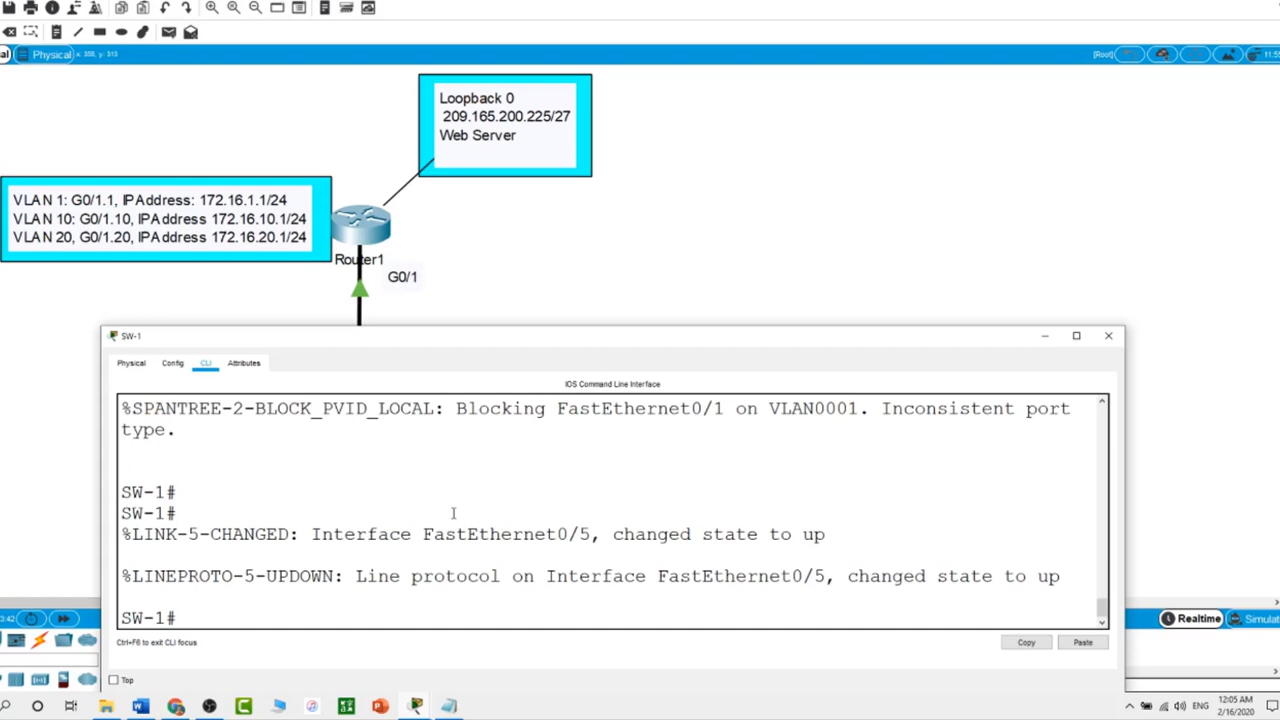 Physical
x: 355, y: 313
[Root]
Loopback 0
209.165.200.225/27
Web Server
VLAN 1: G0/1.1, IPAddress: 172.16.1.1/24
VLAN 10: G0/1.10, IPAddress 172.16.10.1/24
VLAN 20, G0/1.20, IPAddress 172.16.20.1/24
Router1
G0/1
SW-1
Physical Config CLI Attributes
IOS Command Line Interface
%SPANTREE-2-BLOCK_PVID_LOCAL: Blocking FastEthernet0/1 on VLAN0001. Inconsistent port
type.
SW-1#
SW-1#
%LINK-5-CHANGED: Interface FastEthernet0/5, changed state to up
%LINEPROTO-5-UPDOWN: Line protocol on Interface FastEthernet0/5, changed state to up
SW-1#
Ctrl+F6 to exit CLI focus
Copy Paste
Top
Realtime Simulat
ENG
12:05 AM
2/16/2020